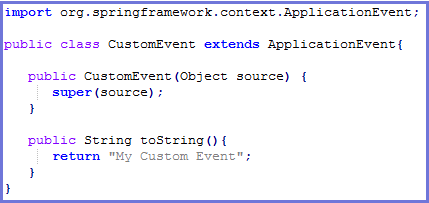 import org.springframework.context.ApplicationEvent;
public class CustomEvent extends ApplicationEvent{
public CustomEvent(Object source) {
super(source);
}
public String toString(){
return "My Custom Event";
}
}